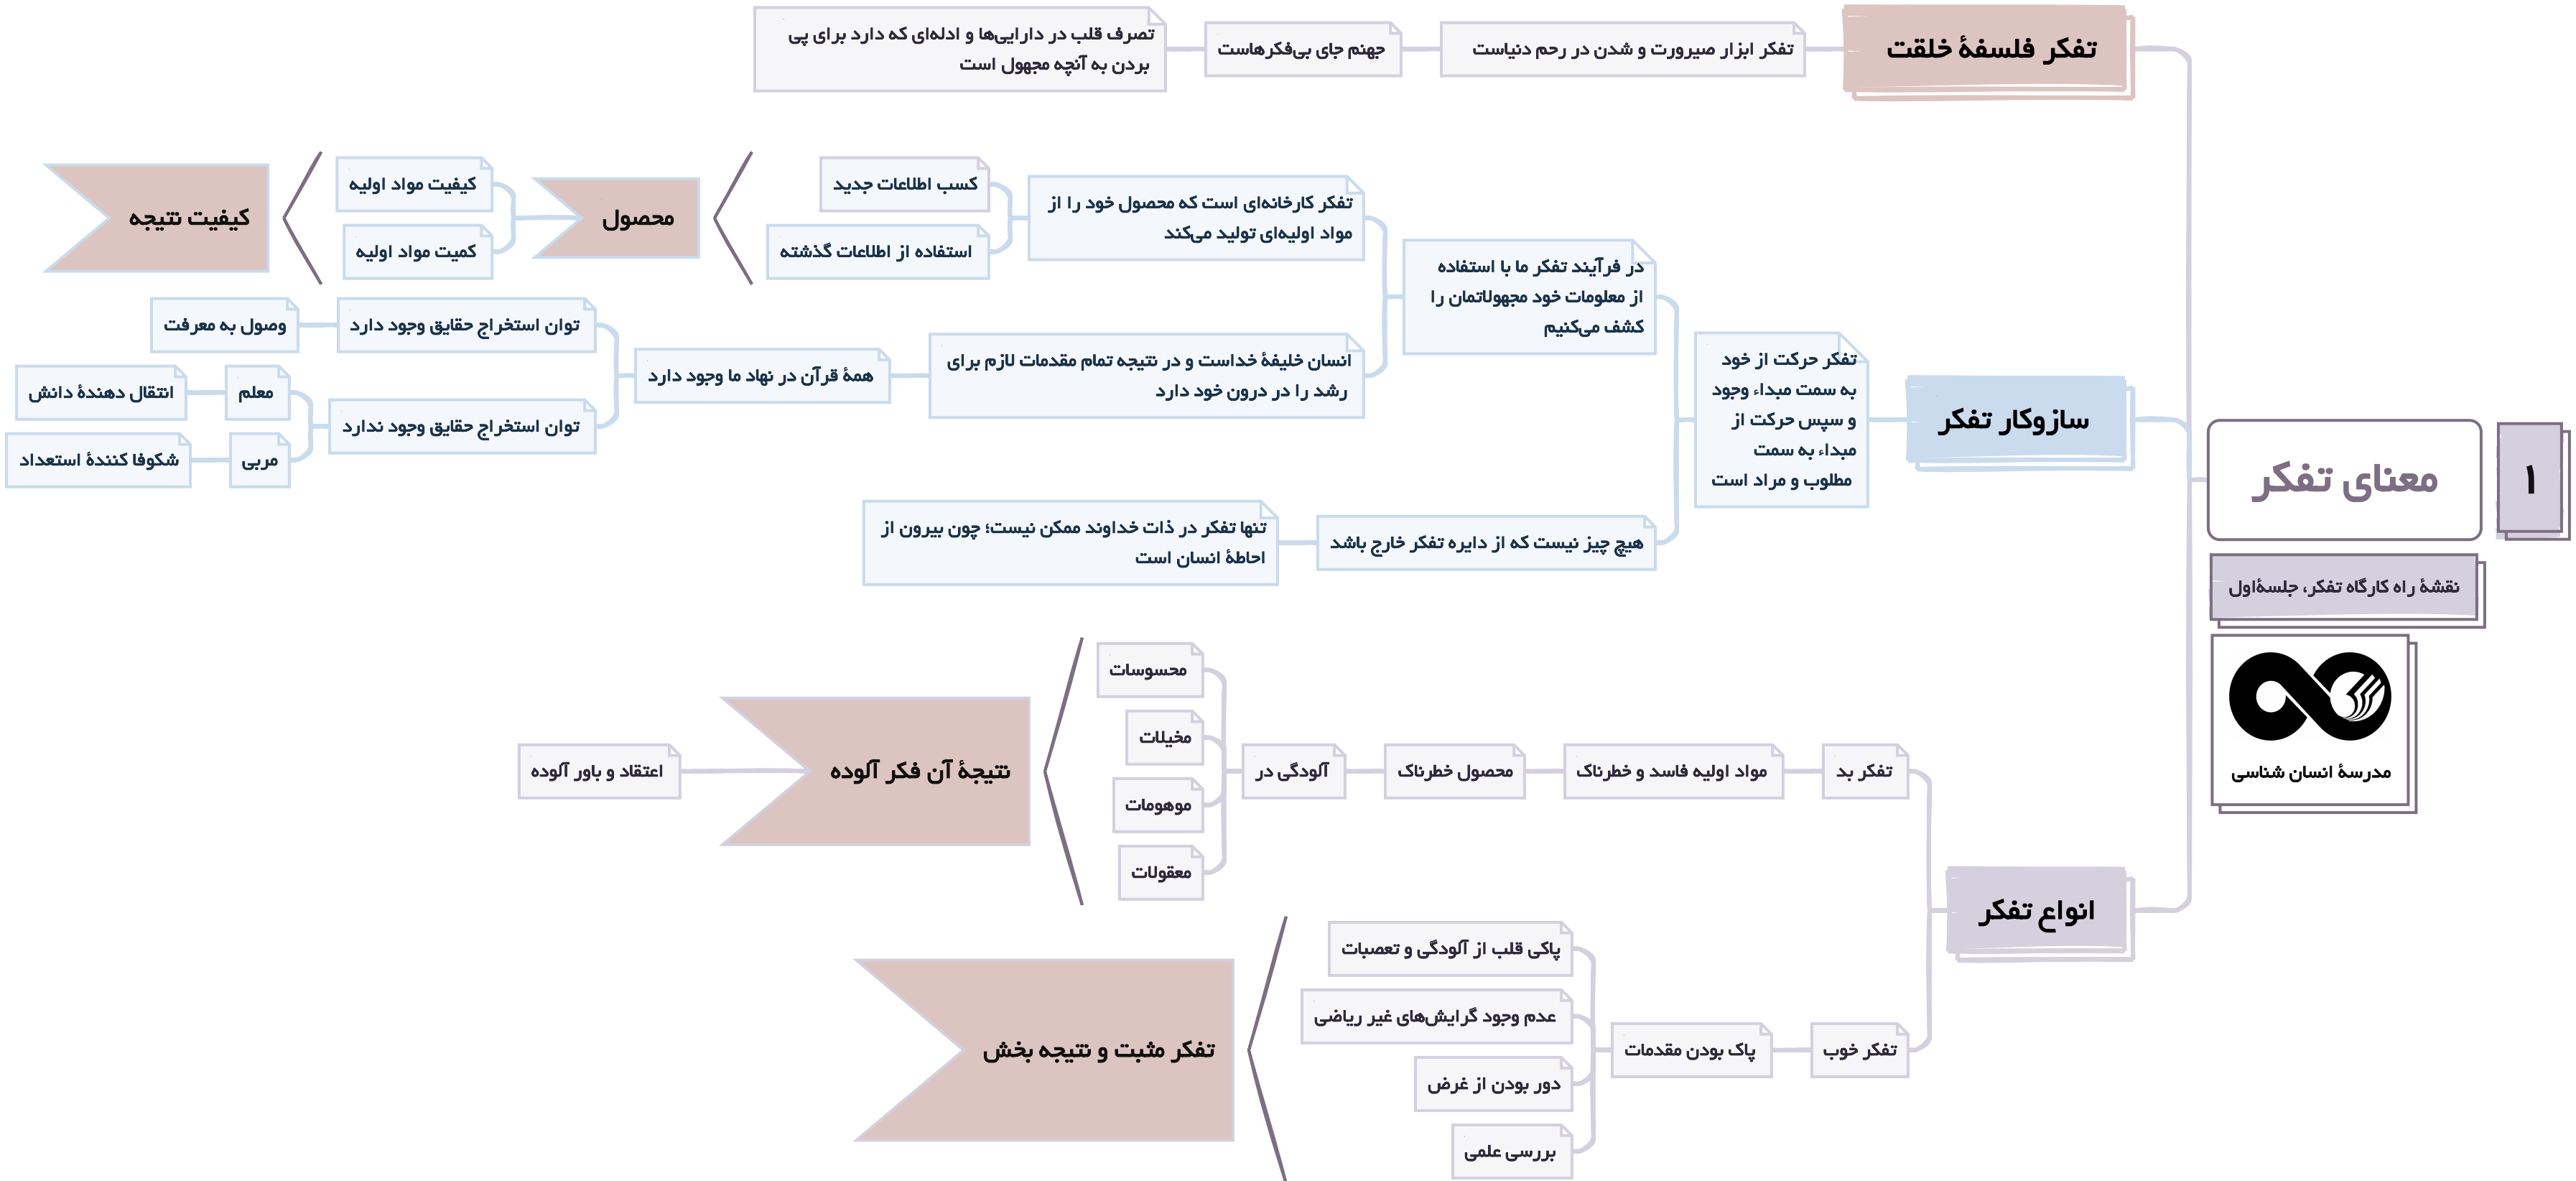 ۱
معنای تفکر
نقشهٔ راه کارگاه تفکر، جلسهٔاول
مدرسهٔ انسان شناسی
تفکر فلسفهٔ خلقت
تفکر ابزار صیرورت و شدن در رحم دنیاست
جهنم جای بی‌فکرهاست
تصرف قلب در دارایی‌ها و ادله‌ای که دارد برای پی
بردن به آنچه مجهول است
سازوکار تفکر
تفکر حرکت از خود
به سمت مبداء وجود
و سپس حرکت از
مبداء به سمت
مطلوب و مراد است
در فرآیند تفکر ما با استفاده
از معلومات خود مجهولاتمان را
کشف می‌کنیم
تفکر کارخانه‌ای است که محصول خود را از
مواد اولیه‌ای تولید می‌کند
کسب اطلاعات جدید
استفاده از اطلاعات گذشته
محصول
کیفیت مواد اولیه
کمیت مواد اولیه
کیفیت نتیجه
انسان خلیفهٔ خداست و در نتیجه تمام مقدمات لازم برای
رشد را در درون خود دارد
همهٔ قرآن در نهاد ما وجود دارد
توان استخراج حقایق وجود دارد
وصول به معرفت
توان استخراج حقایق وجود ندارد
معلم
انتقال دهندهٔ دانش
مربی
شکوفا کنندهٔ استعداد
هیچ چیز نیست که از دایره تفکر خارج باشد
تنها تفکر در ذات خداوند ممکن نیست؛ چون بیرون از
احاطهٔ انسان است
انواع تفکر
تفکر بد
مواد اولیه فاسد و خطرناک
محصول خطرناک
آلودگی در
محسوسات
مخیلات
موهومات
معقولات
نتیجهٔ آن فکر آلوده
اعتقاد و باور آلوده
تفکر خوب
پاک بودن مقدمات
پاکی قلب از آلودگی و تعصبات
عدم وجود گرایش‌های غیر ریاضی
دور بودن از غرض
بررسی علمی
تفکر مثبت و نتیجه بخش